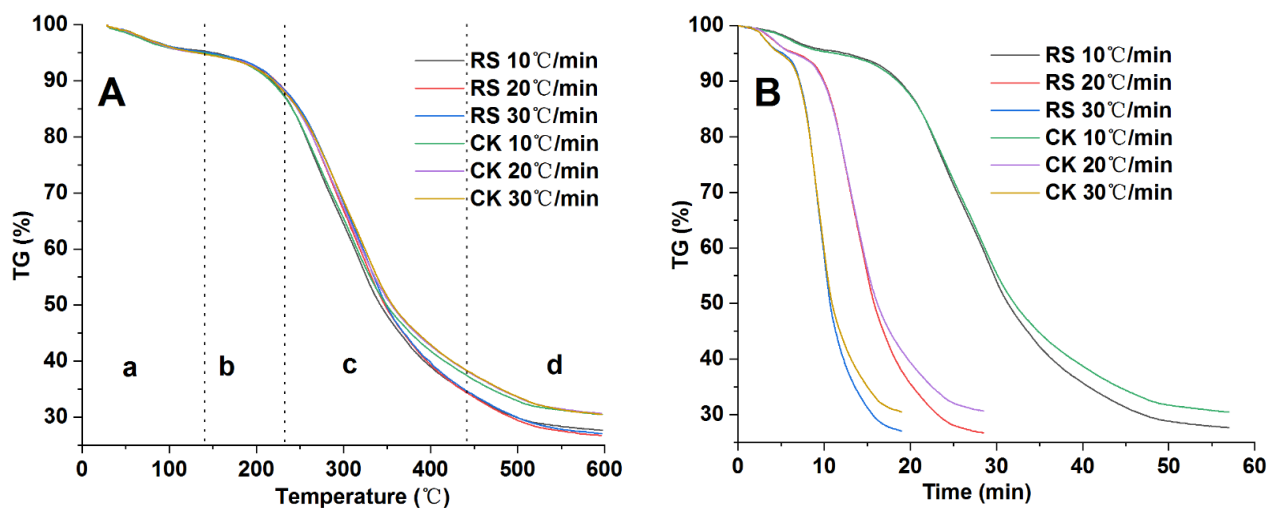 A
TG (%)
100
90
80
70
60
50
40
30
RS 10℃/min
RS 20℃/min
RS 30℃/min
CK 10℃/min
CK 20℃/min
CK 30℃/min
a
b
c
d
0
100
200
300
400
500
600
Temperature (℃)
B
TG (%)
100
90
80
70
60
50
40
30
RS 10℃/min
RS 20℃/min
RS 30℃/min
CK 10℃/min
CK 20℃/min
CK 30℃/min
0
10
20
30
40
50
60
Time (min)